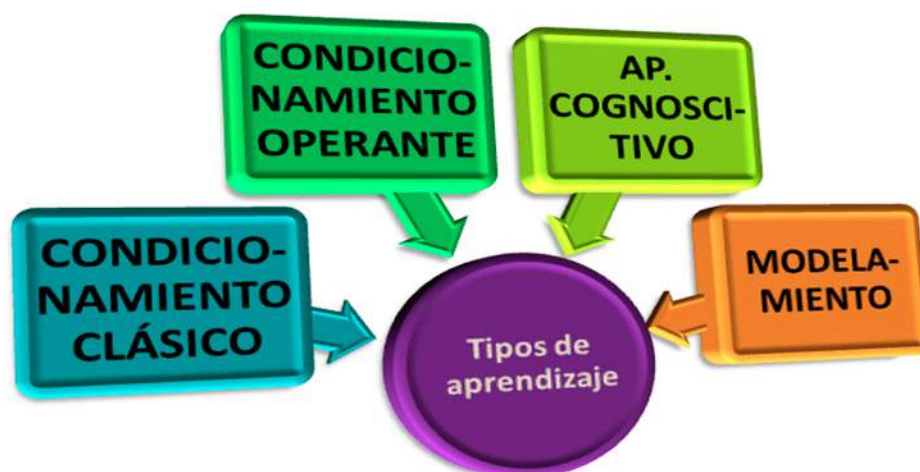 CONDICIO-
NAMIENTO
CLÁSICO
CONDICIO-
NAMIENTO
OPERANTE
AP.
COGNOSCI-
TIVO
MODELA-
MIENTO
Tipos de
aprendizaje